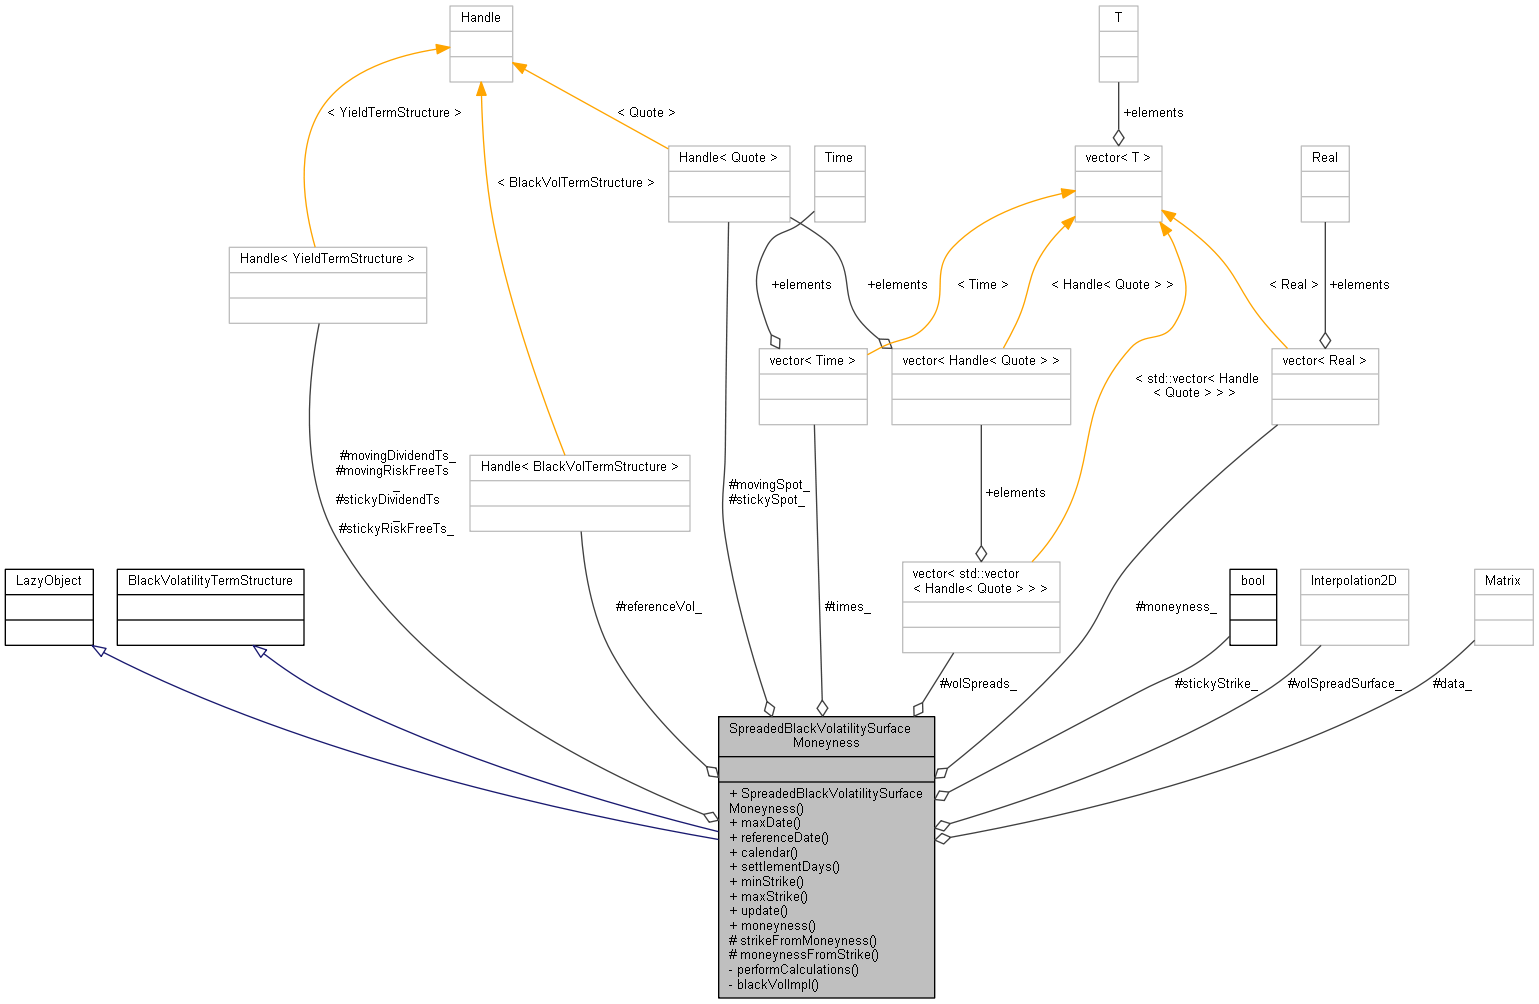 Handle
T
< YieldTermStructure >
< Quote >
+elements
Handle< Quote >
Time
vector< T >
Real
< BlackVolTermStructure >
Handle< YieldTermStructure >
+elements
+elements
< Time >
< Handle< Quote > >
< Real >
+elements
vector< Time >
vector< Handle< Quote > >
vector< Real >
< std::vector< Handle
< Quote > > >
#movingDividendTs_
#movingRiskFreeTs
_
#stickyDividendTs
_
#stickyRiskFreeTs_
Handle< BlackVolTermStructure >
#movingSpot_
#stickySpot_
+elements
LazyObject
BlackVolatilityTermStructure
vector< std::vector
< Handle< Quote > > >
bool
Interpolation2D
Matrix
#referenceVol_
#times_
#moneyness_
#volSpreads_
#stickyStrike_
#volSpreadSurface_
#data_
SpreadedBlackVolatilitySurface
Moneyness
+ SpreadedBlackVolatilitySurface
Moneyness()
+ maxDate()
+ referenceDate()
+ calendar()
+ settlementDays()
+ minStrike()
+ maxStrike()
+ update()
+ moneyness()
# strikeFromMoneyness()
# moneynessFromStrike()
- performCalculations()
- blackVolImpl()